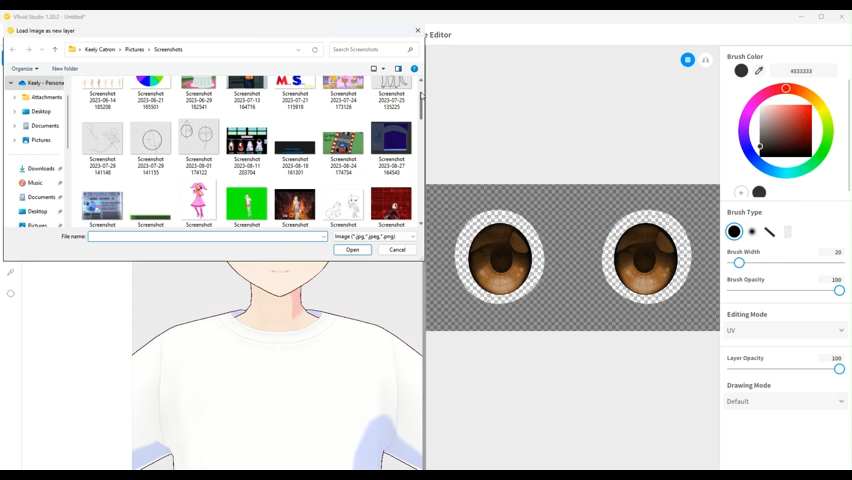 VRoid Studio 1.20.2 - Untitled*
Load Image as new layer
e Editor
Keely Catron > Pictures > Screenshots
Search Screenshots
Organize
New folder
Keely - Persona
Attachments
Desktop
Documents
Pictures
Downloads
Music
Documents
Desktop
Pictures
Screenshot 2023-06-14 185208
Screenshot 2023-06-21 165501
Screenshot 2023-06-29 182541
Screenshot 2023-07-13 164716
Screenshot 2023-07-21 115919
Screenshot 2023-07-24 173126
Screenshot 2023-07-25 135225
Screenshot 2023-07-29 141148
Screenshot 2023-07-29 141155
Screenshot 2023-08-01 174122
Screenshot 2023-08-11 203704
Screenshot 2023-08-18 161301
Screenshot 2023-08-24 174734
Screenshot 2023-08-27 164543
Screenshot
Screenshot
Screenshot
Screenshot
Screenshot
Screenshot
Screenshot
File name:
Image (*.jpg,*.jpeg,*.png)
Open
Cancel
Brush Color
#333333
Brush Type
Brush Width
20
Brush Opacity
100
Editing Mode
UV
Layer Opacity
100
Drawing Mode
Default